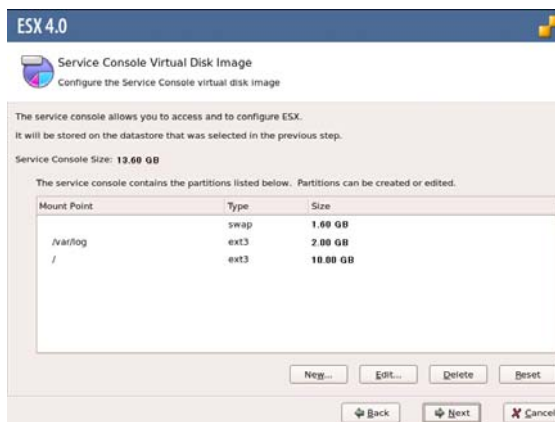 ESX 4.0
Service Console Virtual Disk Image
Configure the Service Console virtual disk image
The service console allows you to access and to configure ESX.
It will be stored on the datastore that was selected in the previous step.
Service Console Size: 13.60 GB
The service console contains the partitions listed below. Partitions can be created or edited.
Mount Point Type Size
swap 1.60 GB
/var/log ext3 2.00 GB
/ ext3 10.00 GB
New... Edit... Delete Reset
Back Next Cancel